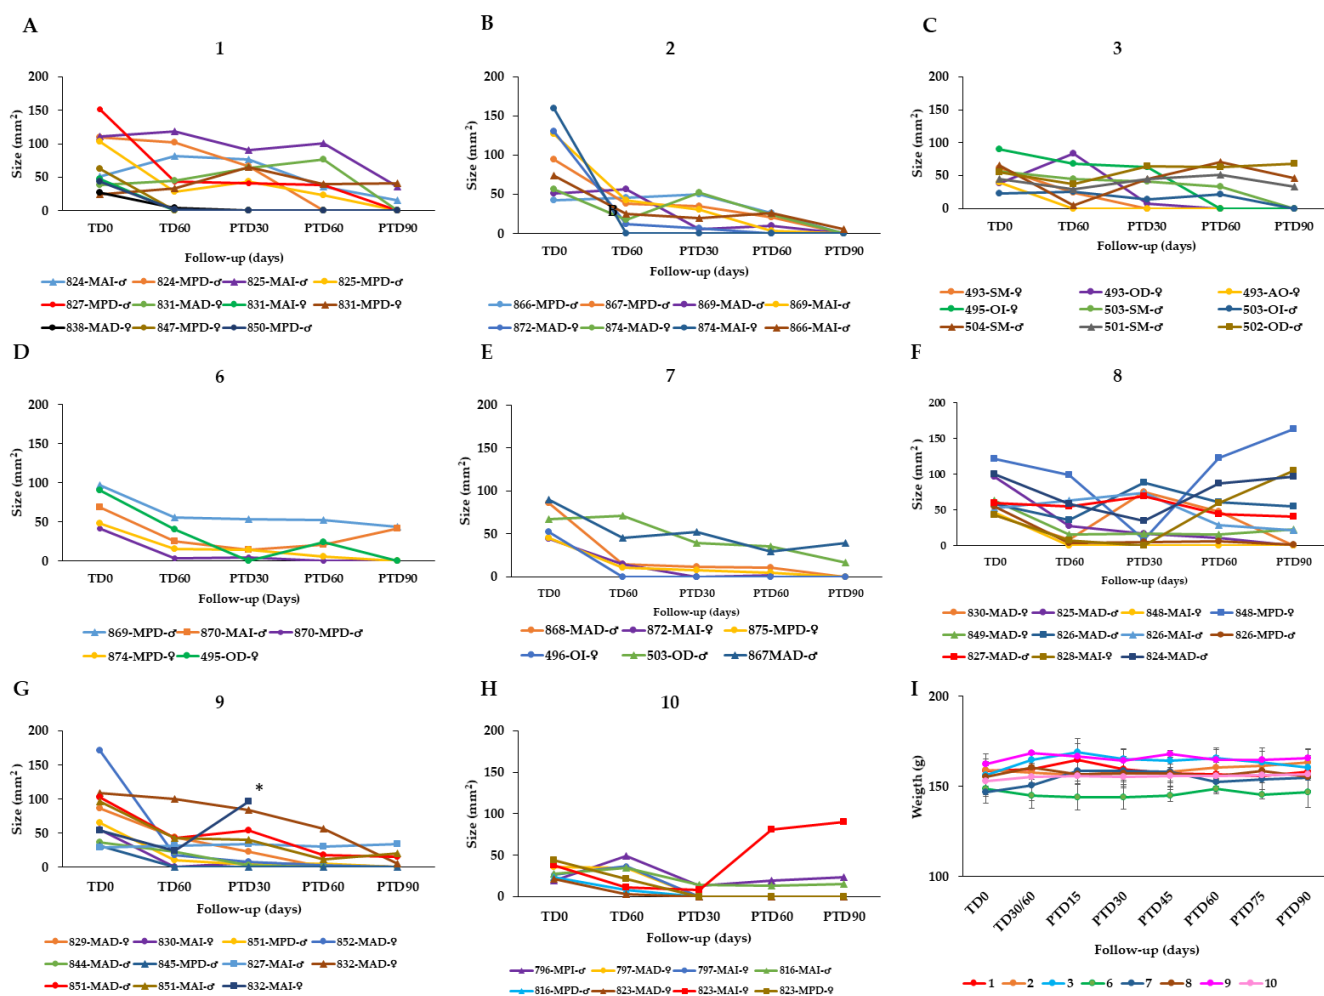 A
1
200
150
100
50
0
Size (mm²)
TD0 TD60 PTD30 PTD60 PTD90
Follow-up (days)
824-MAI-♂ 824-MPD-♂ 825-MAI-♂ 825-MPD-♂
827-MPD-♂ 831-MAD-♀ 831-MAI-♀ 831-MPD-♀
838-MAD-♀ 847-MPD-♀ 850-MPD-♂
B
2
200
150
100
50
0
Size (mm²)
B
TD0 TD60 PTD30 PTD60 PTD90
Follow-up (days)
866-MPD-♂ 867-MPD-♂ 869-MAD-♂ 869-MAI-♂
872-MAD-♀ 874-MAD-♀ 874-MAI-♀ 866-MAI-♂
C
3
200
150
100
50
0
Size (mm²)
TD0 TD60 PTD30 PTD60 PTD90
Follow-up (days)
493-SM-♀ 493-OD-♀ 493-AO-♀
495-OI-♀ 503-SM-♂ 503-OI-♂
504-SM-♂ 501-SM-♂ 502-OD-♂
D
6
200
150
100
50
0
Size (mm²)
TD0 TD60 PTD30 PTD60 PTD90
Follow-up (Days)
869-MPD-♂ 870-MAI-♂ 870-MPD-♂
874-MPD-♀ 495-OD-♀
E
7
200
150
100
50
0
Size (mm²)
TD0 TD60 PTD30 PTD60 PTD90
Follow-up (Days)
868-MAD-♂ 872-MAI-♀ 875-MPD-♀
496-OI-♀ 503-OD-♂ 867MAD-♂
F
8
200
150
100
50
0
Size (mm²)
TD0 TD60 PTD30 PTD60 PTD90
Follow-up (Days)
830-MAD-♀ 825-MAD-♂ 848-MAI-♀ 848-MPD-♀
849-MAD-♀ 826-MAD-♂ 826-MAI-♂ 826-MPD-♂
827-MAD-♂ 828-MAI-♀ 824-MAD-♂
G
9
200
150
100
50
0
Size (mm²)
*
TD0 TD60 PTD30 PTD60 PTD90
Follow-up (Days)
829-MAD-♀ 830-MAI-♀ 851-MPD-♂ 852-MAD-♀
844-MAD-♂ 845-MPD-♂ 827-MAI-♂ 832-MAD-♀
851-MAD-♂ 851-MAI-♂ 832-MAI-♀
H
10
200
150
100
50
0
Size (mm²)
TD0 TD60 PTD30 PTD60 PTD90
Follow-up (Days)
796-MPI-♂ 797-MAD-♀ 797-MAI-♀ 816-MAI-♂
816-MPD-♂ 823-MAD-♀ 823-MAI-♀ 823-MPD-♀
I
200
150
100
Weigth (g)
TD0 TD30/60 PTD15 PTD30 PTD45 PTD60 PTD75 PTD90
Follow-up (days)
1 2 3 6 7 8 9 10